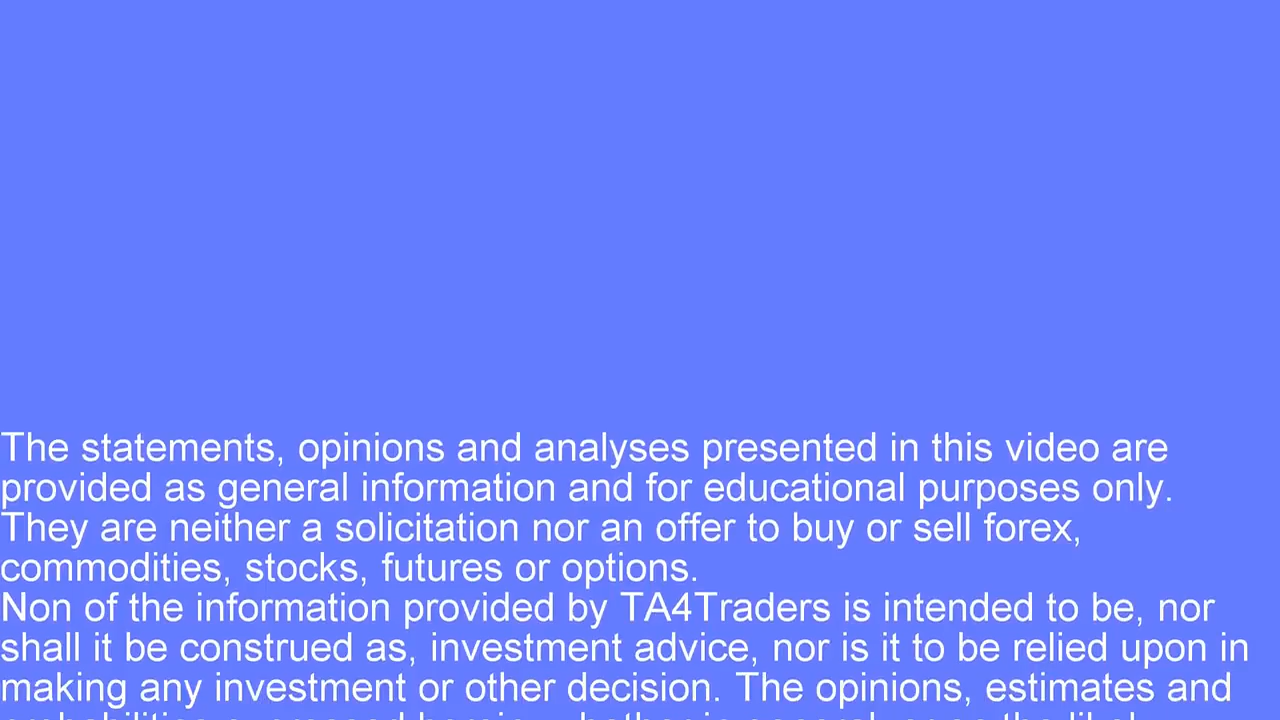 The statements, opinions and analyses presented in this video are
provided as general information and for educational purposes only.
They are neither a solicitation nor an offer to buy or sell forex,
commodities, stocks, futures or options.
Non of the information provided by TA4Traders is intended to be, nor
shall it be construed as, investment advice, nor is it to be relied upon in
making any investment or other decision. The opinions, estimates and